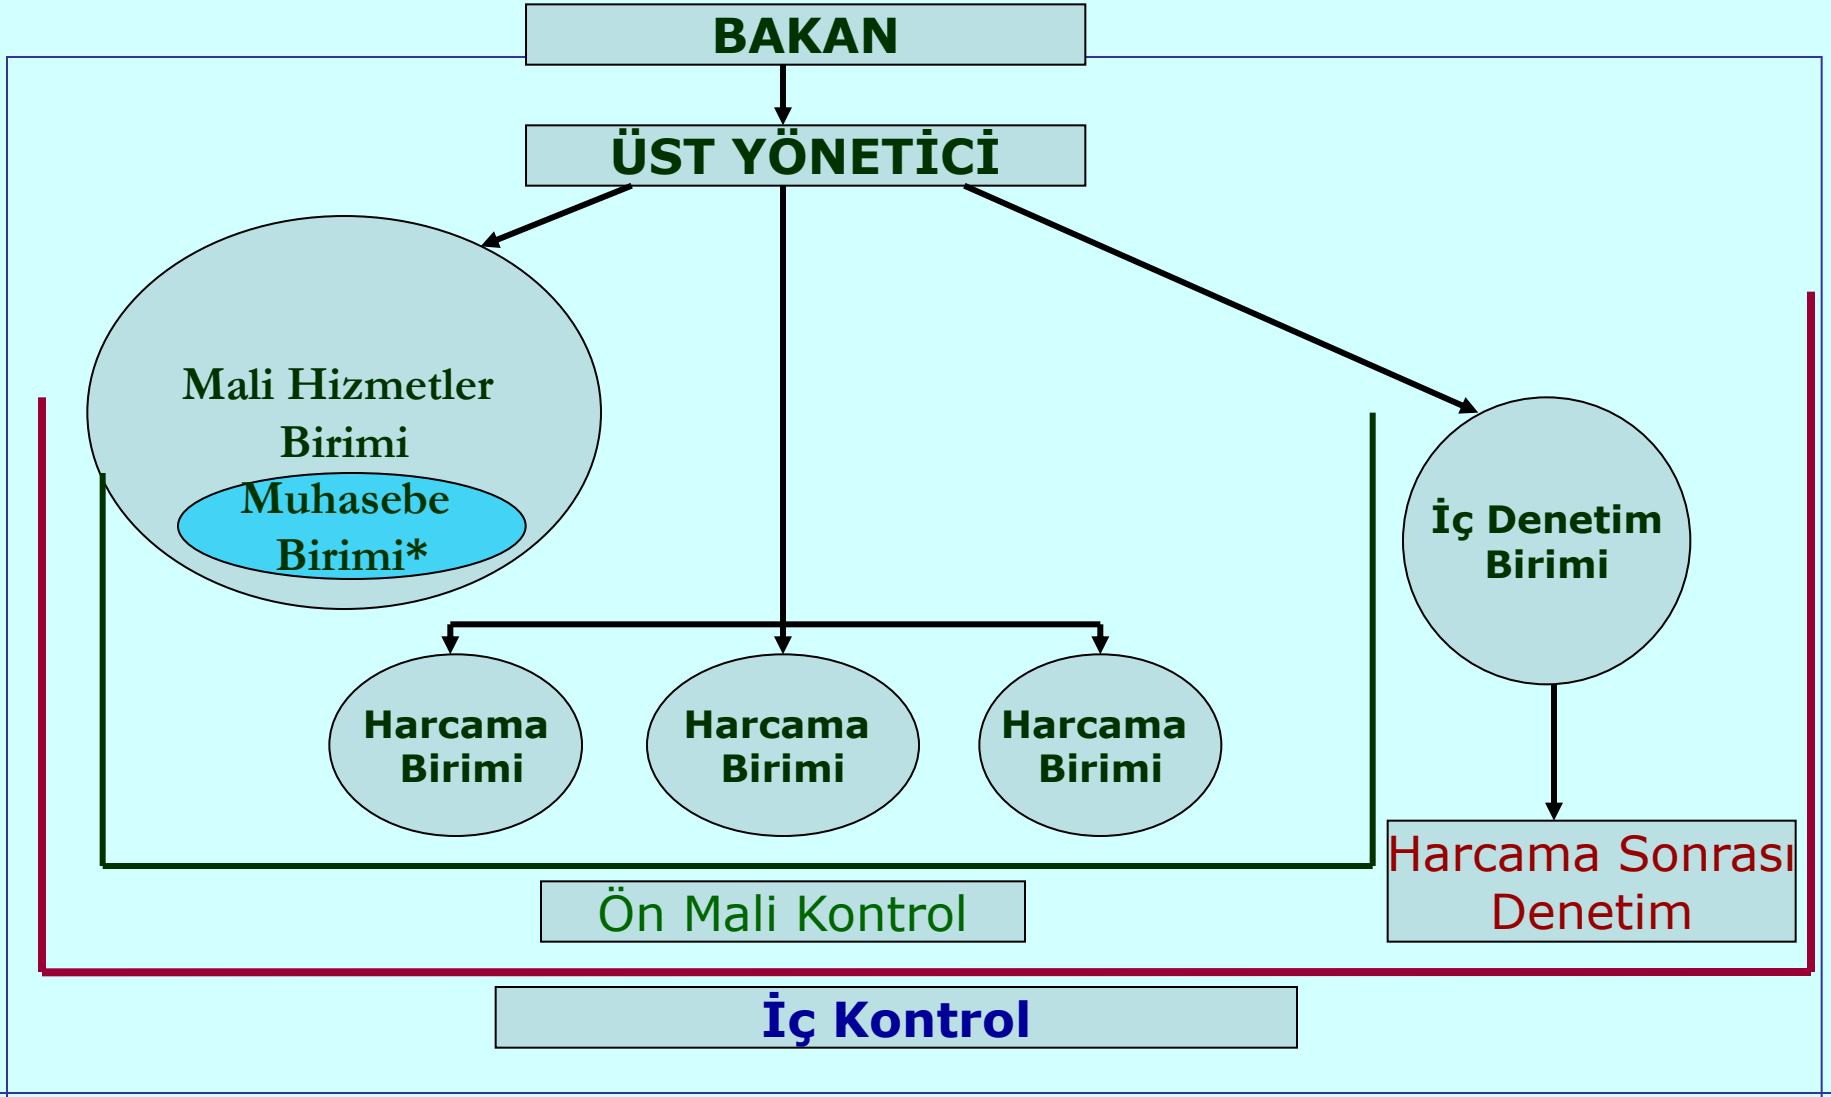 BAKAN
ÜST YÖNETİCİ
Mali Hizmetler
Birimi
Muhasebe
Birimi*
İç Denetim
Birimi
Harcama
Birimi
Harcama
Birimi
Harcama
Birimi
Harcama Sonrası
Denetim
Ön Mali Kontrol
İç Kontrol